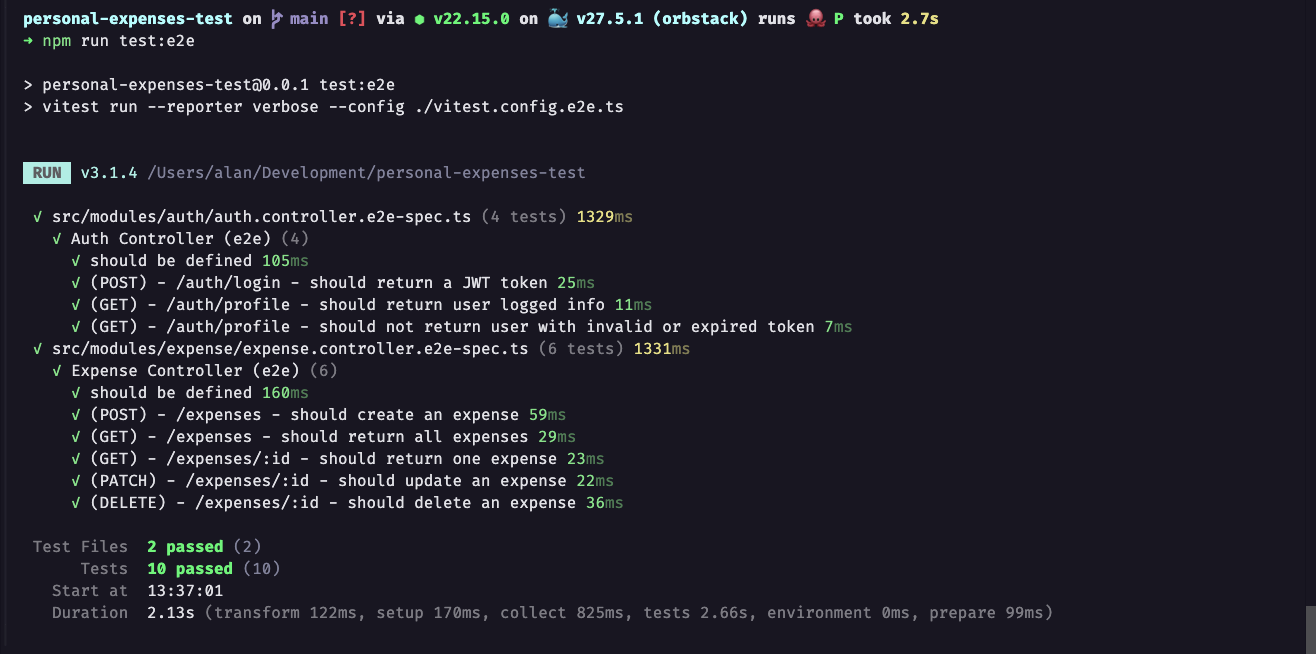 personal-expenses-test on main [?] via v22.15.0 on 🐳 v27.5.1 (orbstack) runs 🐙 P took 2.7s
→ npm run test:e2e
> personal-expenses-test@0.0.1 test:e2e
> vitest run --reporter verbose --config ./vitest.config.e2e.ts
RUN v3.1.4 /Users/alan/Development/personal-expenses-test
✓ src/modules/auth/auth.controller.e2e-spec.ts (4 tests) 1329ms
✓ Auth Controller (e2e) (4)
✓ should be defined 105ms
✓ (POST) - /auth/login - should return a JWT token 25ms
✓ (GET) - /auth/profile - should return user logged info 11ms
✓ (GET) - /auth/profile - should not return user with invalid or expired token 7ms
✓ src/modules/expense/expense.controller.e2e-spec.ts (6 tests) 1331ms
✓ Expense Controller (e2e) (6)
✓ should be defined 160ms
✓ (POST) - /expenses - should create an expense 59ms
✓ (GET) - /expenses - should return all expenses 29ms
✓ (GET) - /expenses/:id - should return one expense 23ms
✓ (PATCH) - /expenses/:id - should update an expense 22ms
✓ (DELETE) - /expenses/:id - should delete an expense 36ms
Test Files 2 passed (2)
Tests 10 passed (10)
Start at 13:37:01
Duration 2.13s (transform 122ms, setup 170ms, collect 825ms, tests 2.66s, environment 0ms, prepare 99ms)